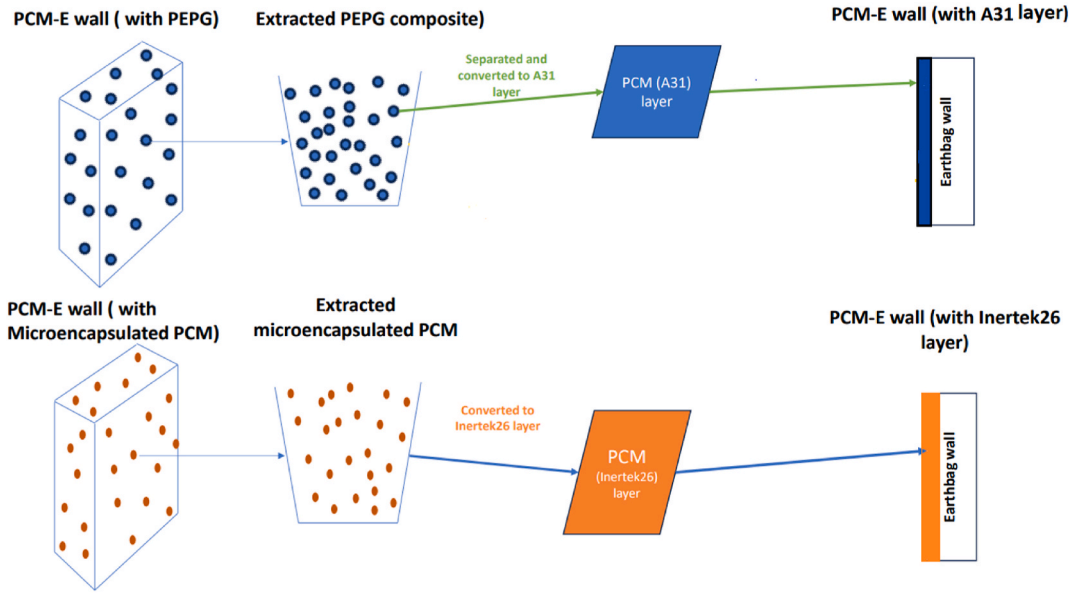 PCM-E wall ( with PEPG)
Extracted PEPG composite)
Separated and
converted to A31
layer
PCM (A31)
layer
PCM-E wall (with A31 layer)
Earthbag wall
PCM-E wall ( with
Microencapsulated PCM)
Extracted
microencapsulated PCM
Converted to
Inertek26 layer
PCM
(Inertek26)
layer
PCM-E wall (with Inertek26
layer)
Earthbag wall